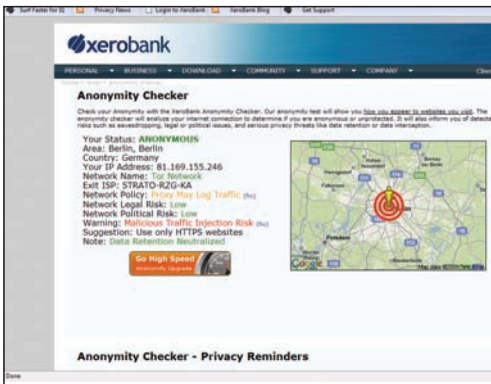 Surf Faster for $$ Privacy News Login to XeroBank XeroBank Blog Get Support
xerobank
PERSONAL BUSINESS DOWNLOAD COMMUNITY SUPPORT COMPANY
Anonymity Checker
Check your Anonymity with the XeroBank Anonymity Checker. Our anonymity test will show you how you appear to websites you visit. The
anonymity checker will analyze your internet connection to determine if you are anonymous or unprotected. It will also inform you of detected
risks such as eavesdropping, legal or political issues, and serious privacy threats like data retention or data interception.
Your Status: ANONYMOUS
Area: Berlin, Berlin
Country: Germany
Your IP Address: 81.169.155.246
Network Name: Tor Network
Exit ISP: STRATO-RZG-KA
Network Policy: Proxy May Log Traffic (fix)
Network Legal Risk: Low
Network Political Risk: Low
Warning: Malicious Traffic Injection Risk (fix)
Suggestion: Use only HTTPS websites
Note: Data Retention Neutralized
Go High Speed
Anonymity Upgrade
Potsdam
Google
Anonymity Checker - Privacy Reminders
Done